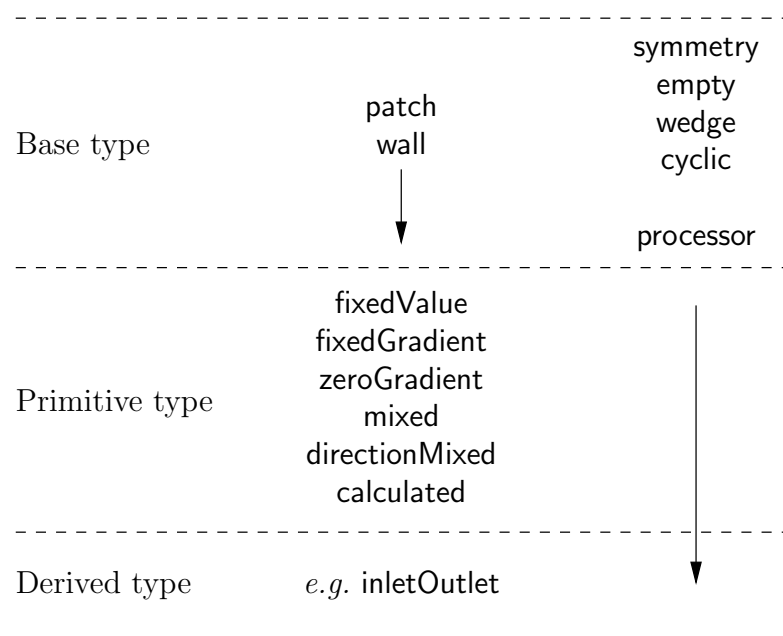 symmetry
empty
patch
wedge
Base type
wall
cyclic
processor
fixedValue
fixedGradient
zeroGradient
Primitive type
mixed
directionMixed
calculated
Derived type e.g. inletOutlet